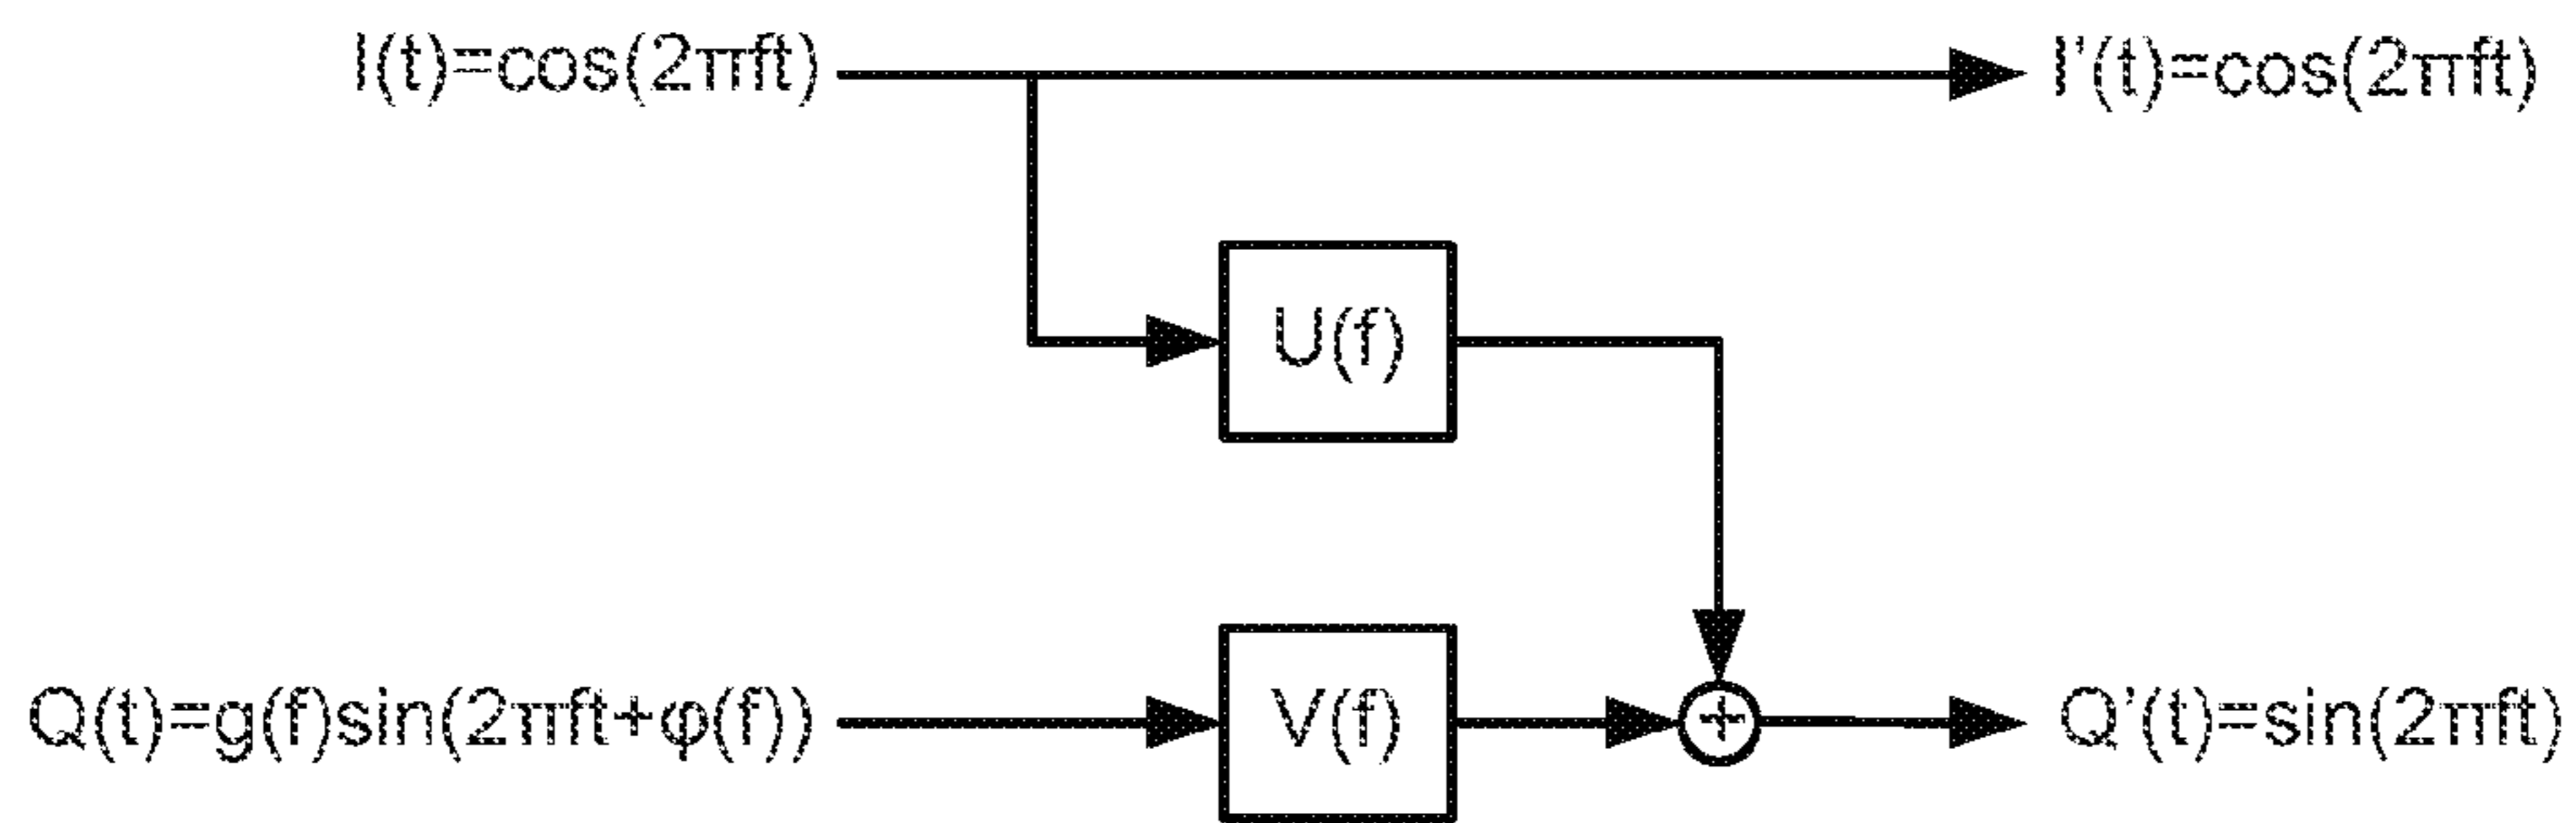 I(t)=cos(2πft)
I'(t)=cos(2πft)
U(f)
Q(t)=g(f)sin(2πft+φ(f))
V(f)
+
Q'(t)=sin(2πft)